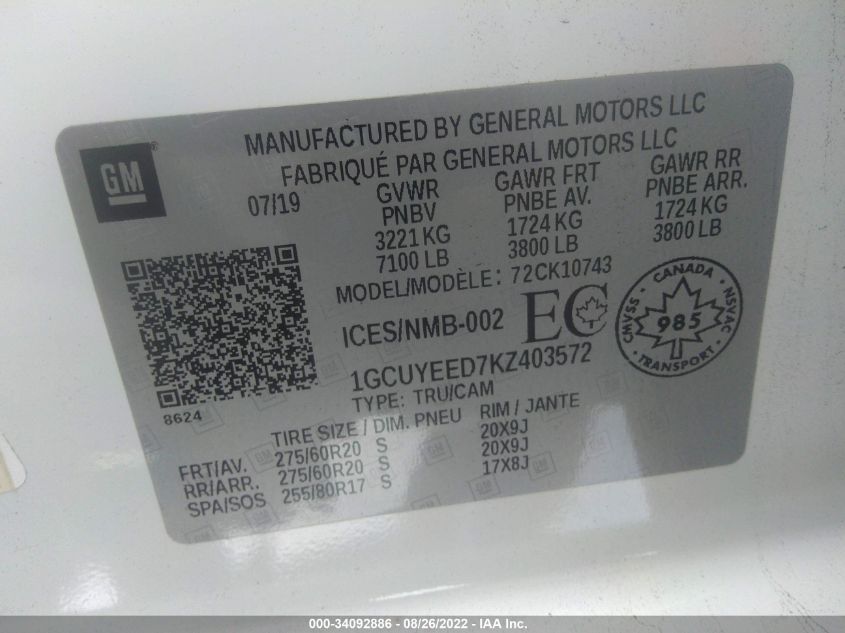 MANUFACTURED BY GENERAL MOTORS LLC
FABRIQUÉ PAR GENERAL MOTORS LLC
GM®
07/19
GVWR GAWR FRT GAWR RR
PNBV PNBE AV. PNBE ARR.
3221 KG 1724 KG 1724 KG
7100 LB 3800 LB 3800 LB
MODEL/MODÈLE: 72CK10743
ICES/NMB-002 EC
CANADA
CMVSS 985 NSVAC
TRANSPORT
1GCUYEED7KZ403572
TYPE: TRU/CAM
8624
TIRE SIZE / DIM. PNEU RIM / JANTE
FRT/AV. 275/60R20 S 20X9J
RR/ARR. 275/60R20 S 20X9J
SPA/SOS 255/80R17 S 17X8J
000-34092886 - 08/26/2022 - IAA Inc.